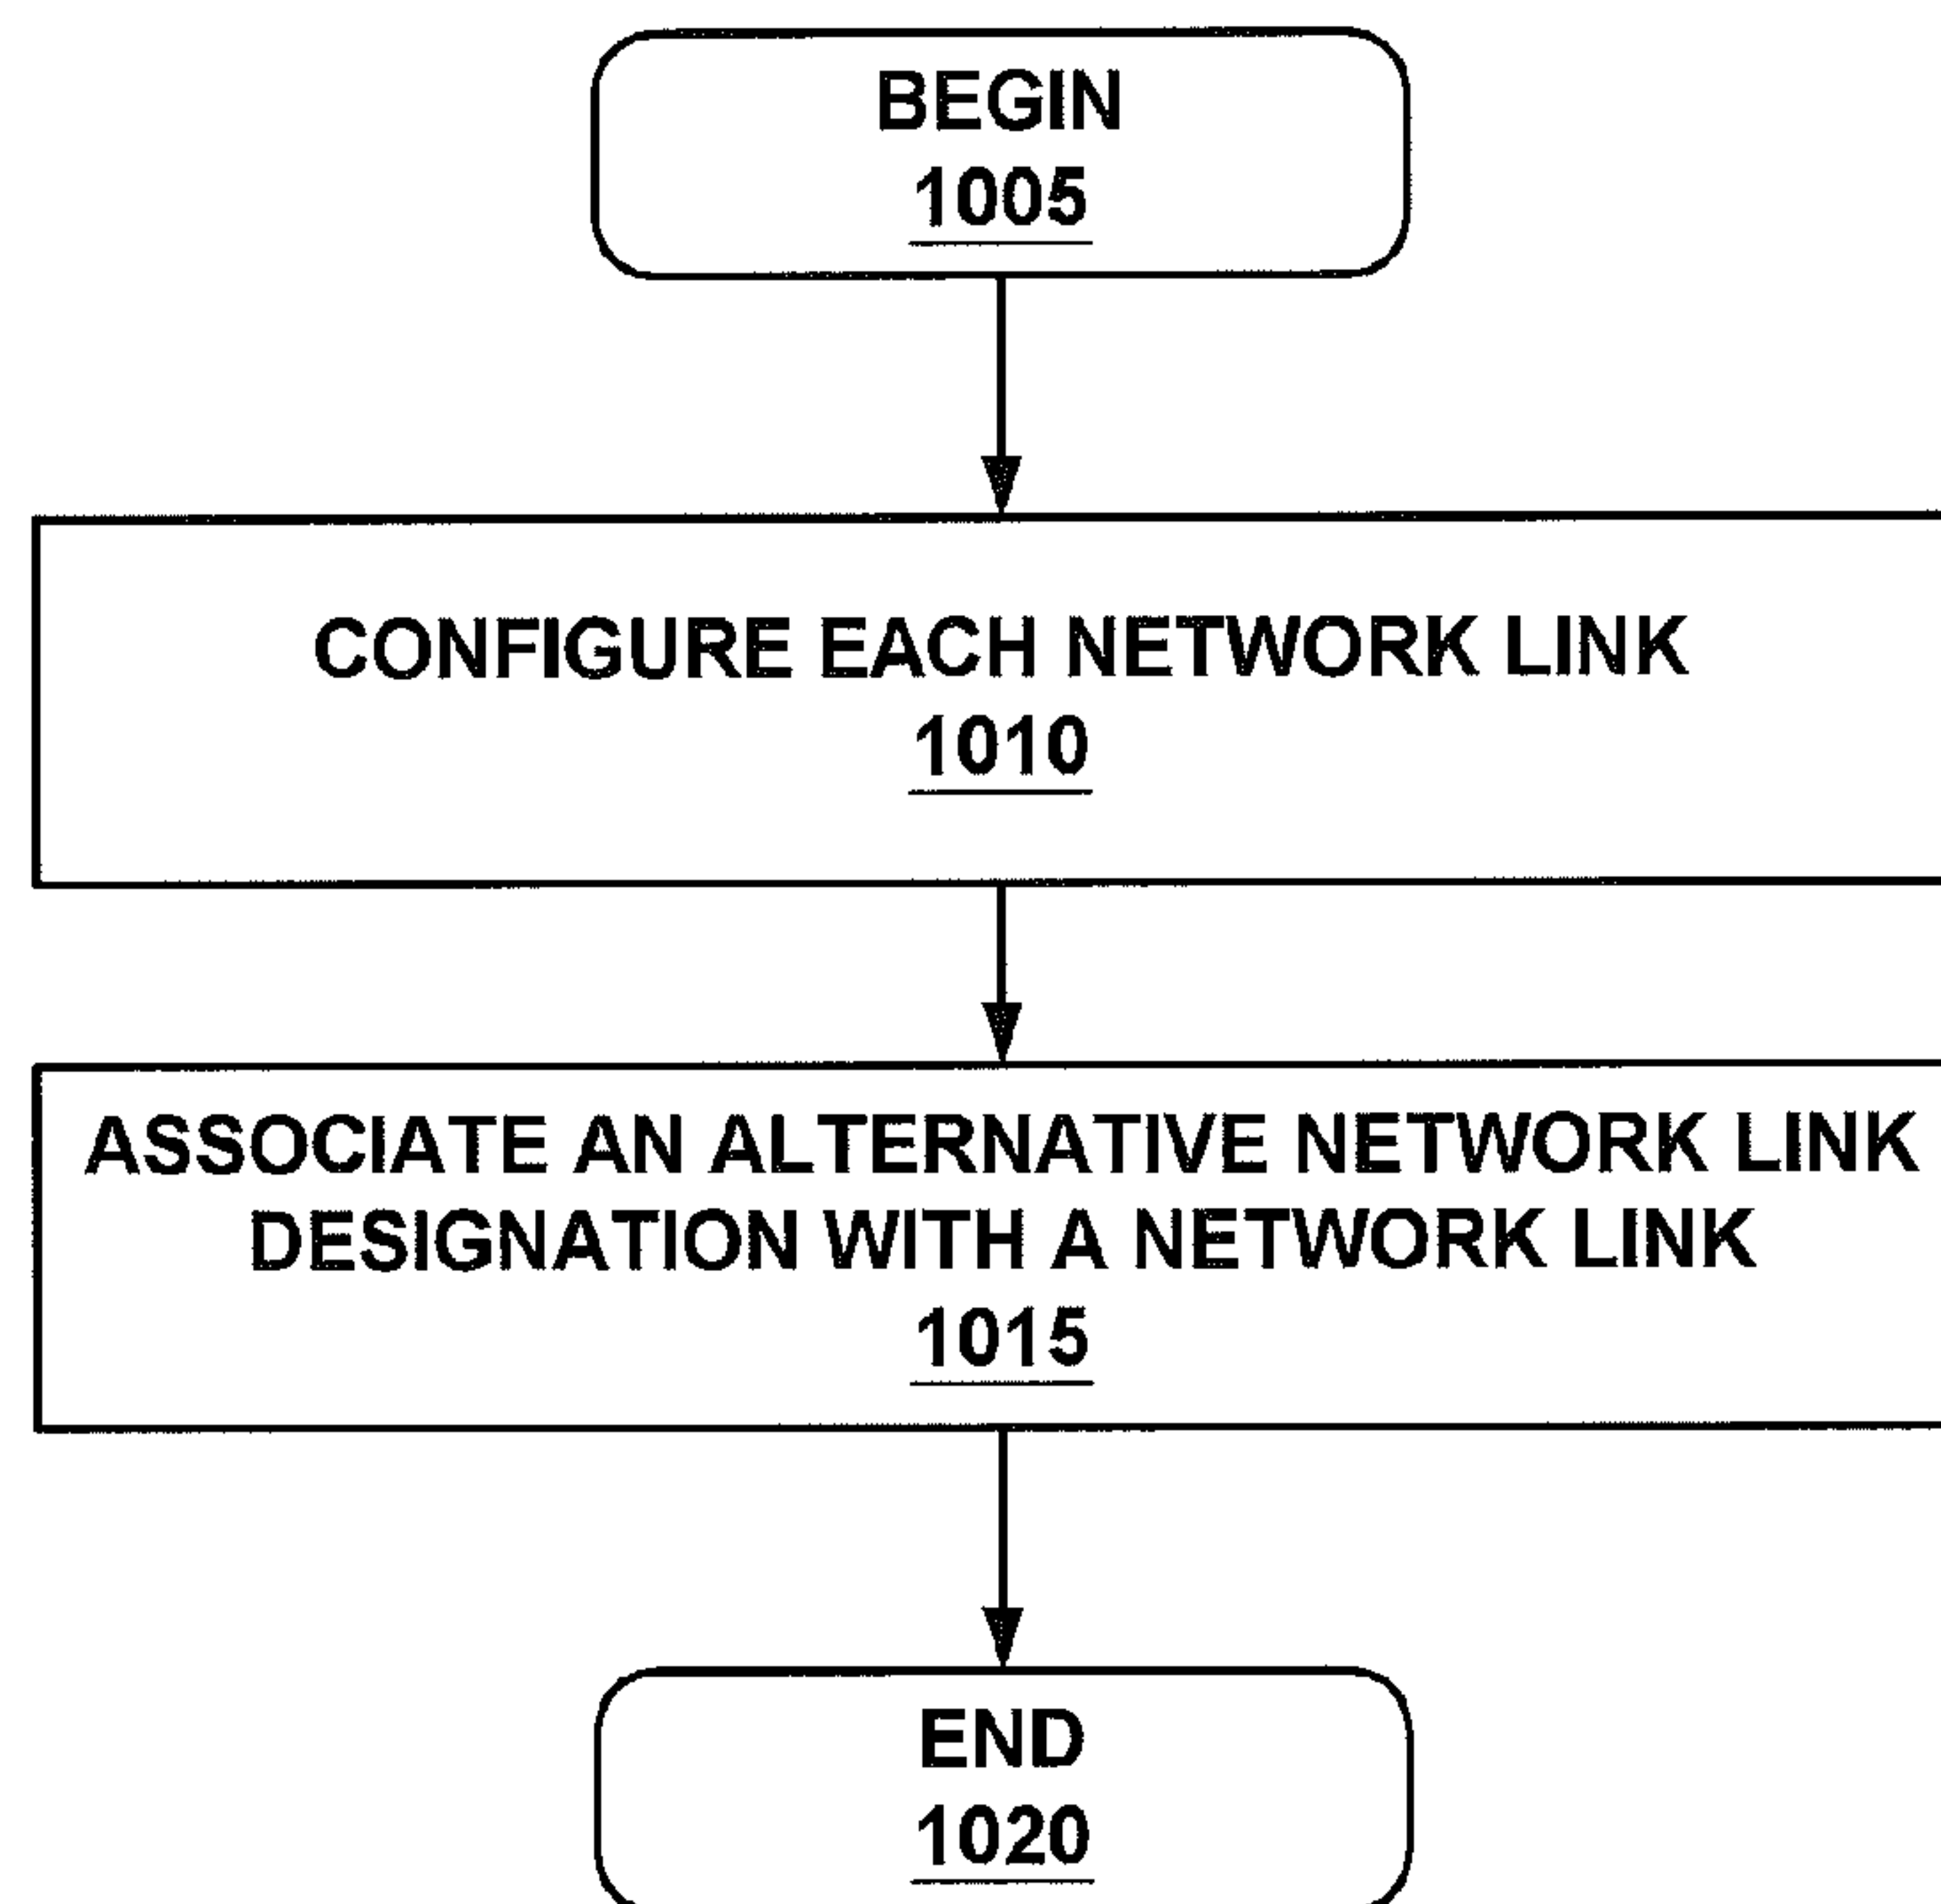 BEGIN
1005
CONFIGURE EACH NETWORK LINK
1010
ASSOCIATE AN ALTERNATIVE NETWORK LINK
DESIGNATION WITH A NETWORK LINK
1015
END
1020